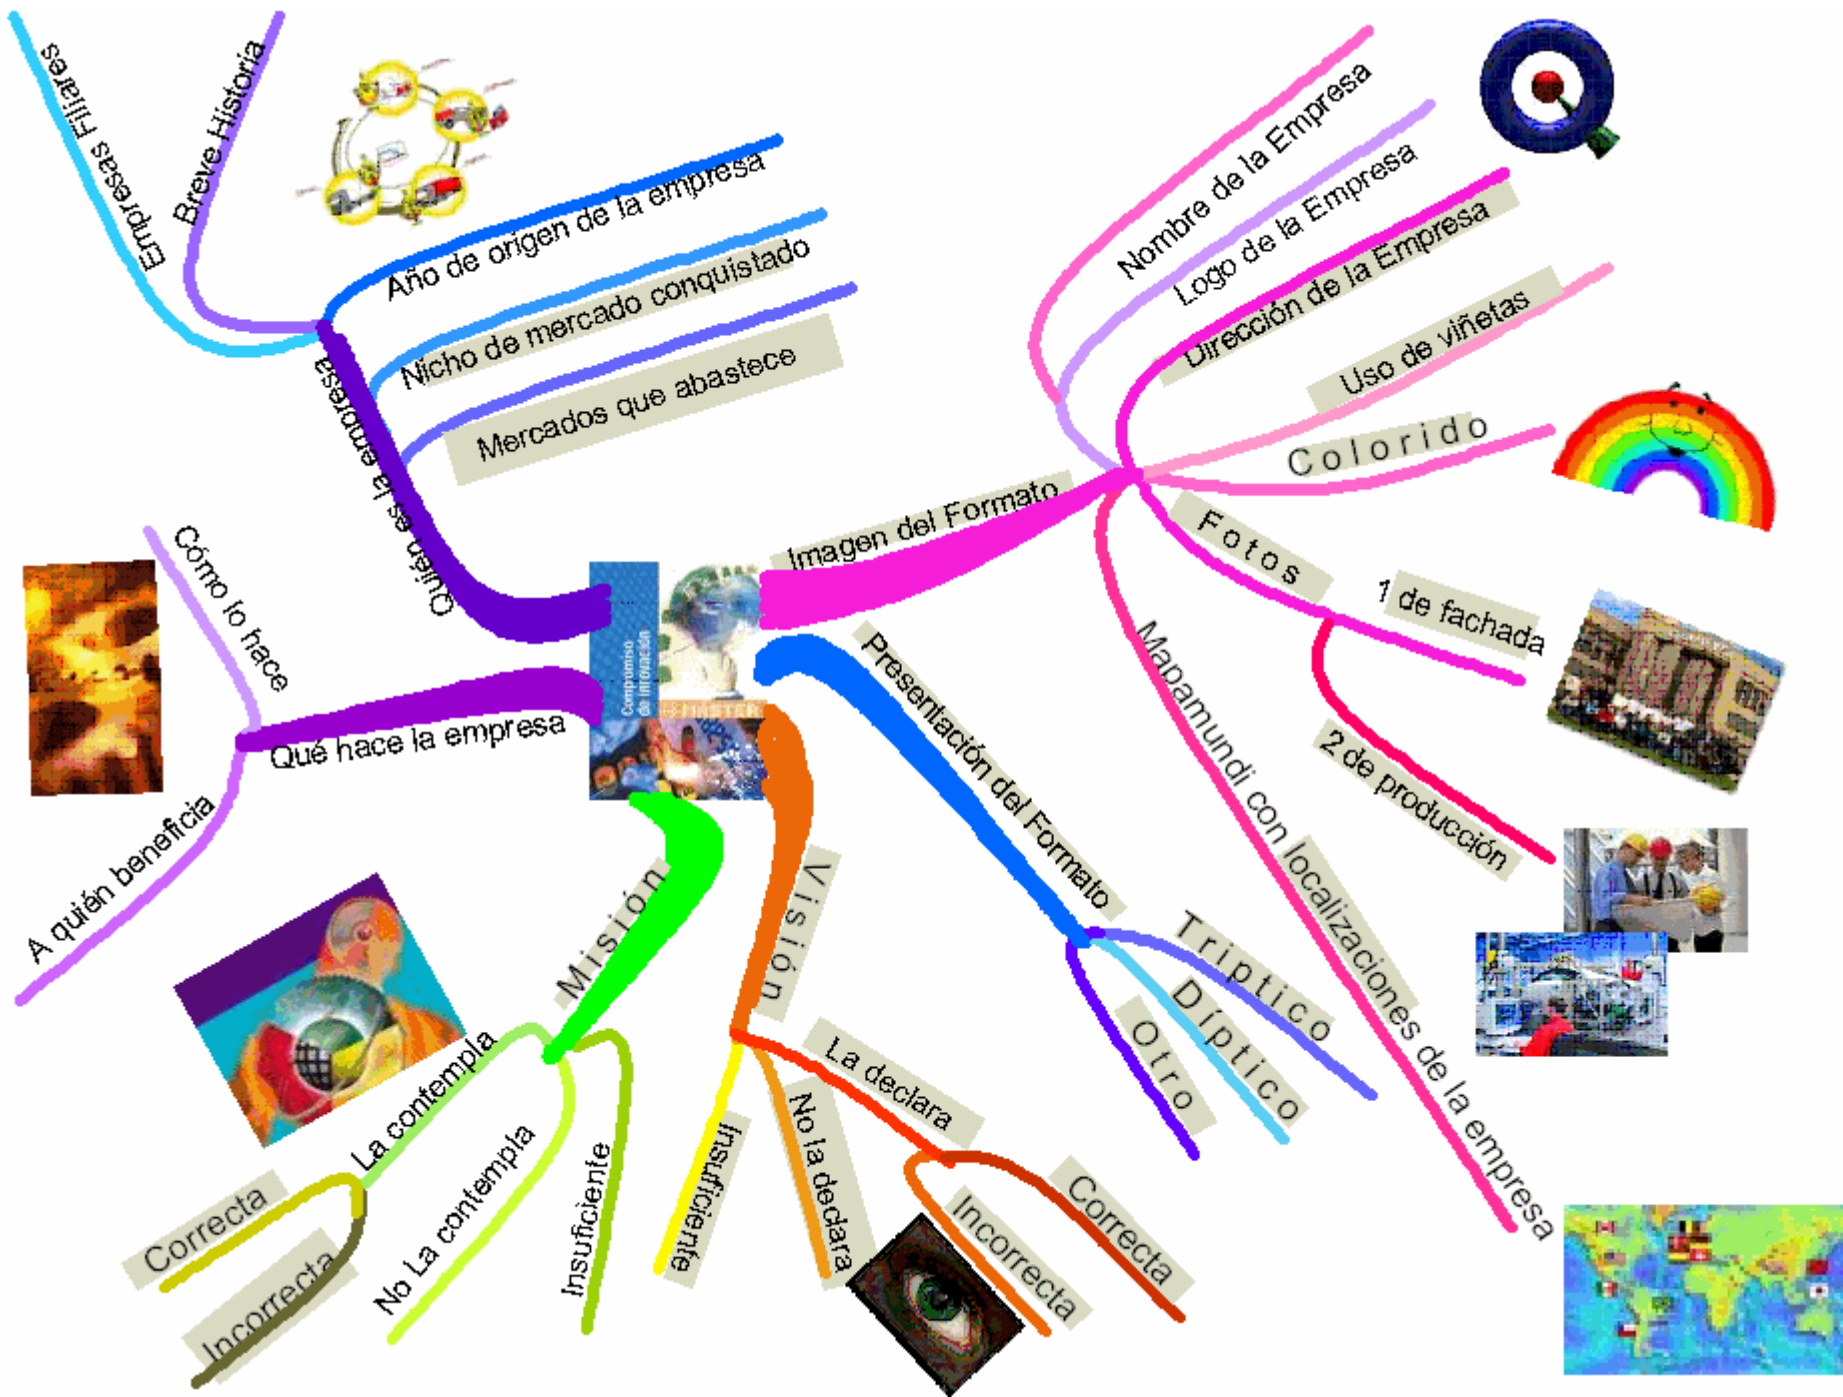 Empresas Filiares
Breve Historia
Año de origen de la empresa
Nicho de mercado conquistado
Mercados que abastece
Quién es la empresa
Cómo lo hace
Qué hace la empresa
A quién beneficia
Compromiso
de innovación
MASTER
Imagen del Formato
Nombre de la Empresa
Logo de la Empresa
Dirección de la Empresa
Uso de viñetas
Colorido
Fotos
1 de fachada
2 de producción
Mapamundi con localizaciones de la empresa
Presentación del Formato
Tríptico
Díptico
Otro
Visión
La declara
Correcta
Incorrecta
No la declara
Insuficiente
Misión
La contempla
Correcta
Incorrecta
No La contempla
Insuficiente